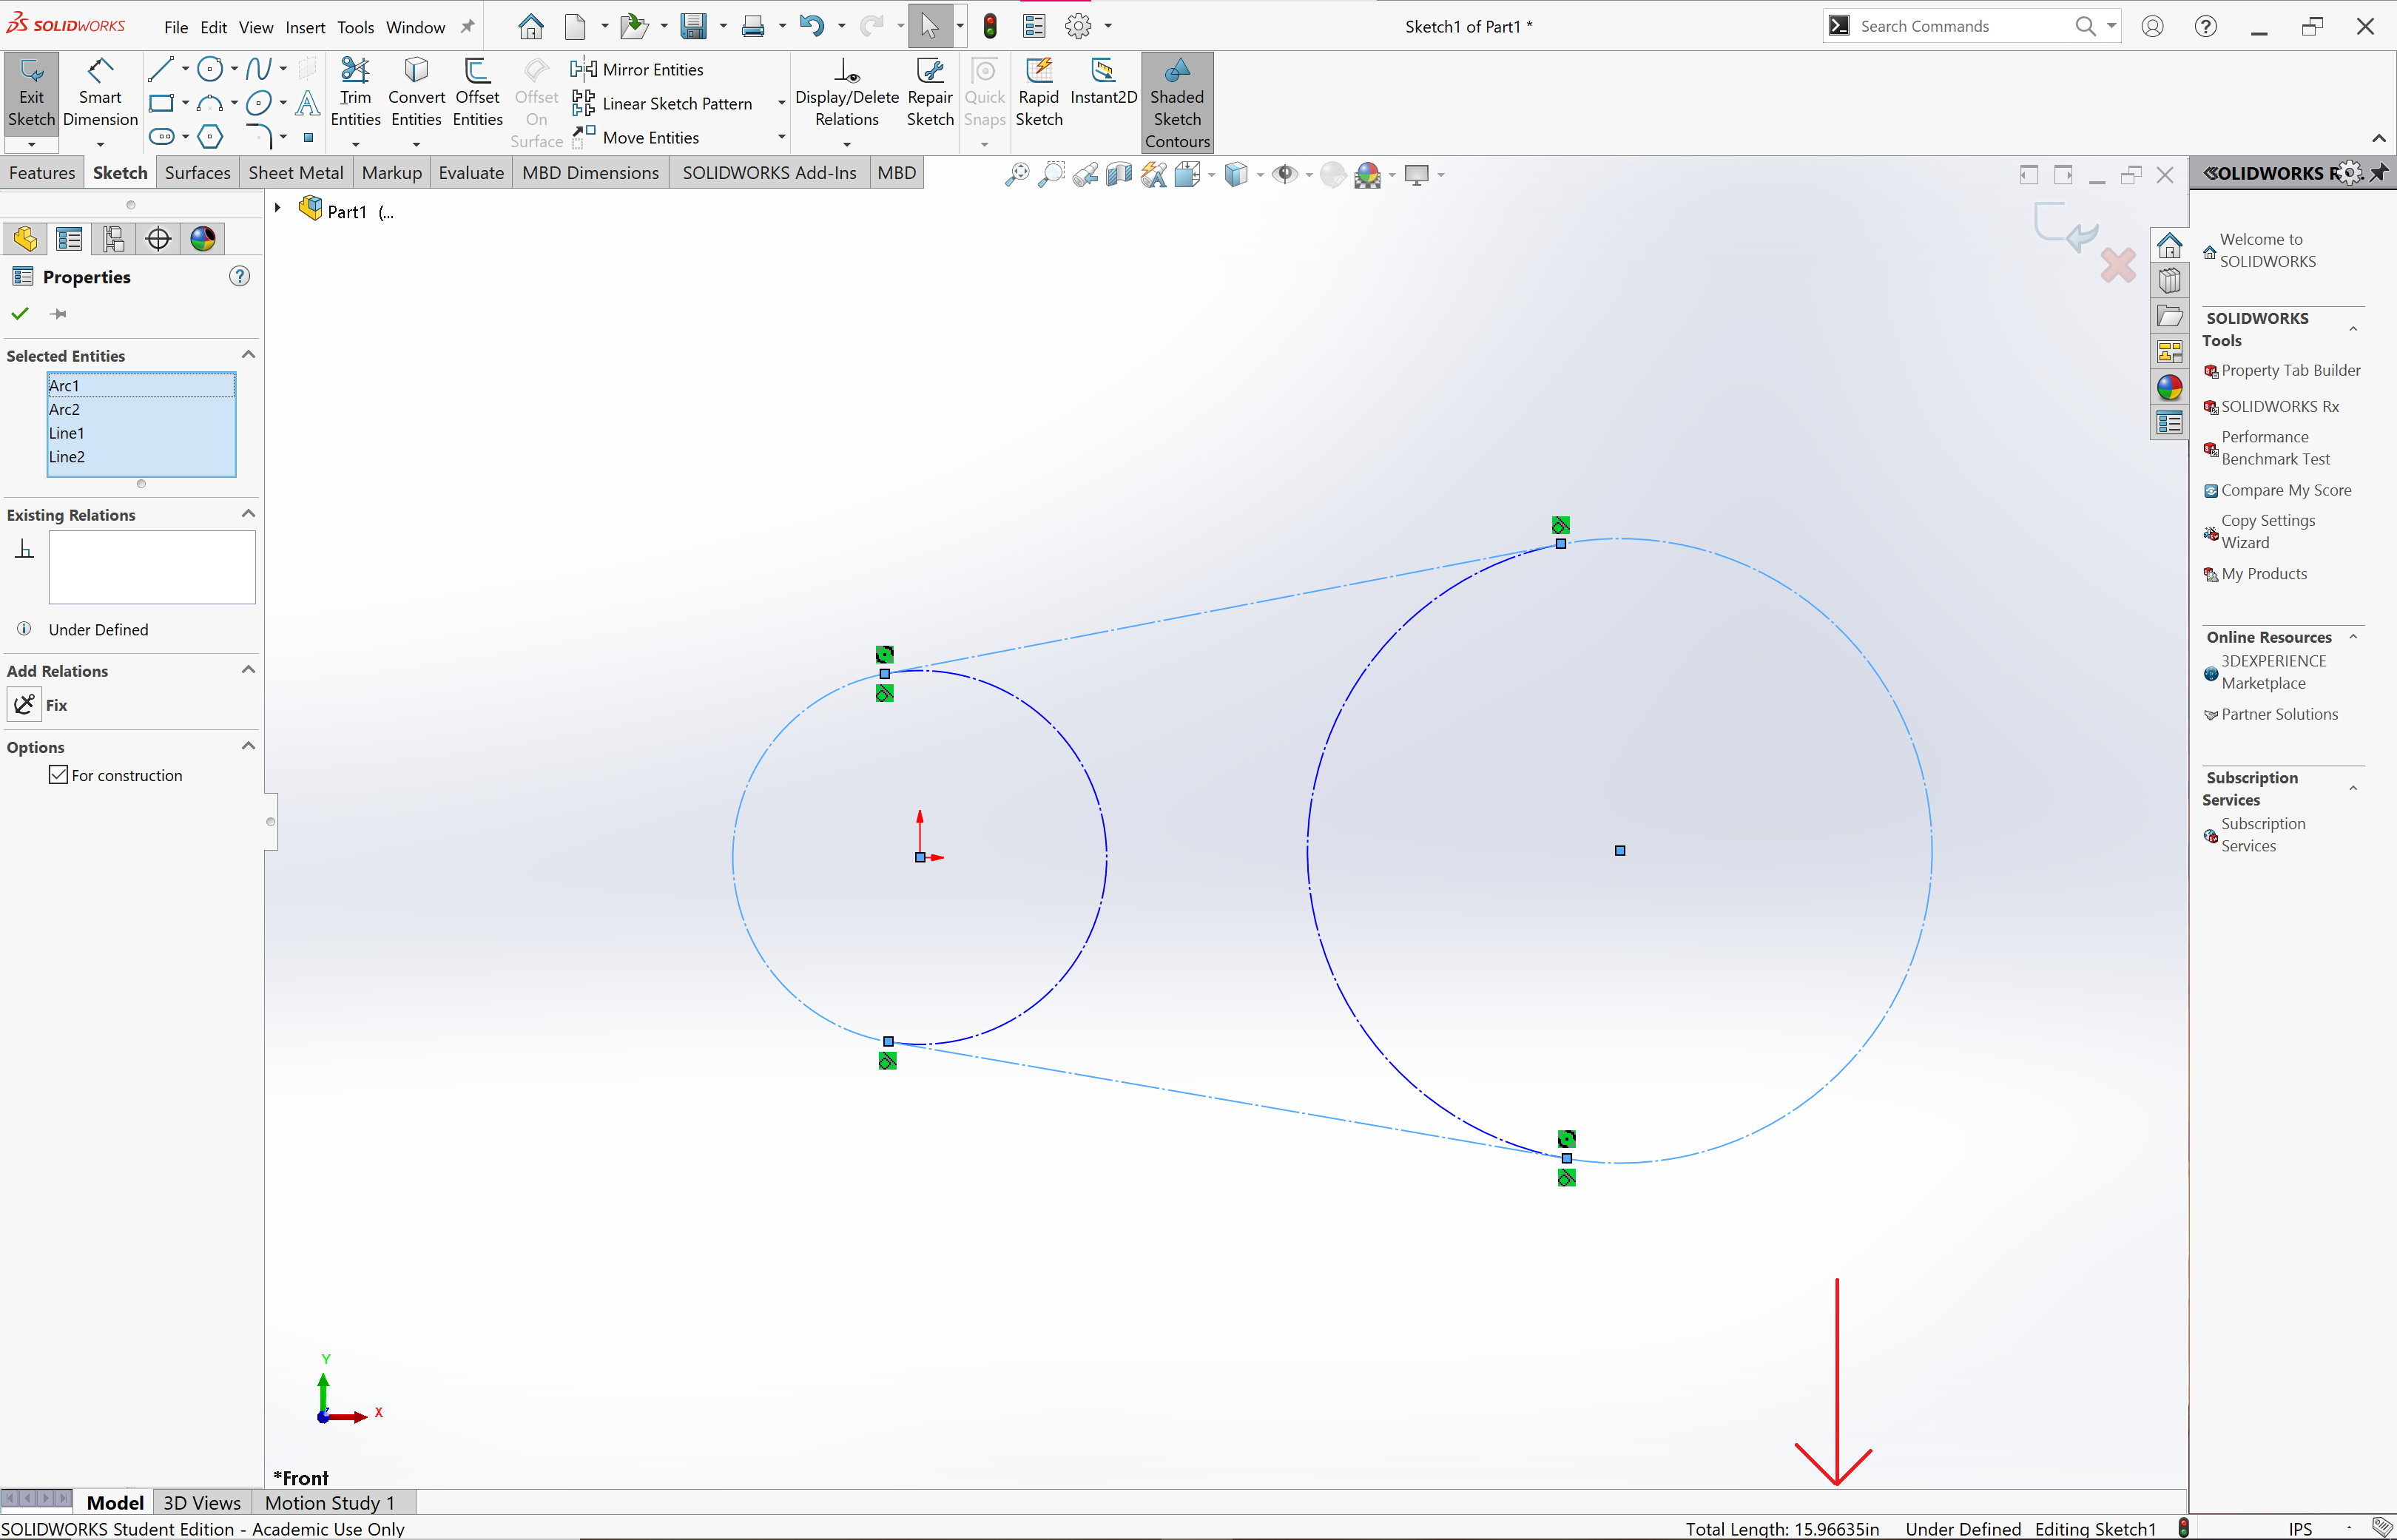 SOLIDWORKS File Edit View Insert Tools Window
Sketch1 of Part1 *
Search Commands
Exit Sketch
Smart Dimension
Trim Entities
Convert Entities
Offset Entities
Offset On Surface
Mirror Entities
Linear Sketch Pattern
Move Entities
Display/Delete Relations
Repair Sketch
Quick Snaps
Rapid Sketch
Instant2D
Shaded Sketch Contours
Features Sketch Surfaces Sheet Metal Markup Evaluate MBD Dimensions SOLIDWORKS Add-Ins MBD
Part1 (...
Properties
Selected Entities
Arc1
Arc2
Line1
Line2
Existing Relations
Under Defined
Add Relations
Fix
Options
For construction
Y
X
*Front
SOLIDWORKS
Welcome to
SOLIDWORKS
SOLIDWORKS
Tools
Property Tab Builder
SOLIDWORKS Rx
Performance
Benchmark Test
Compare My Score
Copy Settings
Wizard
My Products
Online Resources
3DEXPERIENCE
Marketplace
Partner Solutions
Subscription
Services
Subscription
Services
Model 3D Views Motion Study 1
SOLIDWORKS Student Edition - Academic Use Only
Total Length: 15.96635in Under Defined Editing Sketch1 IPS